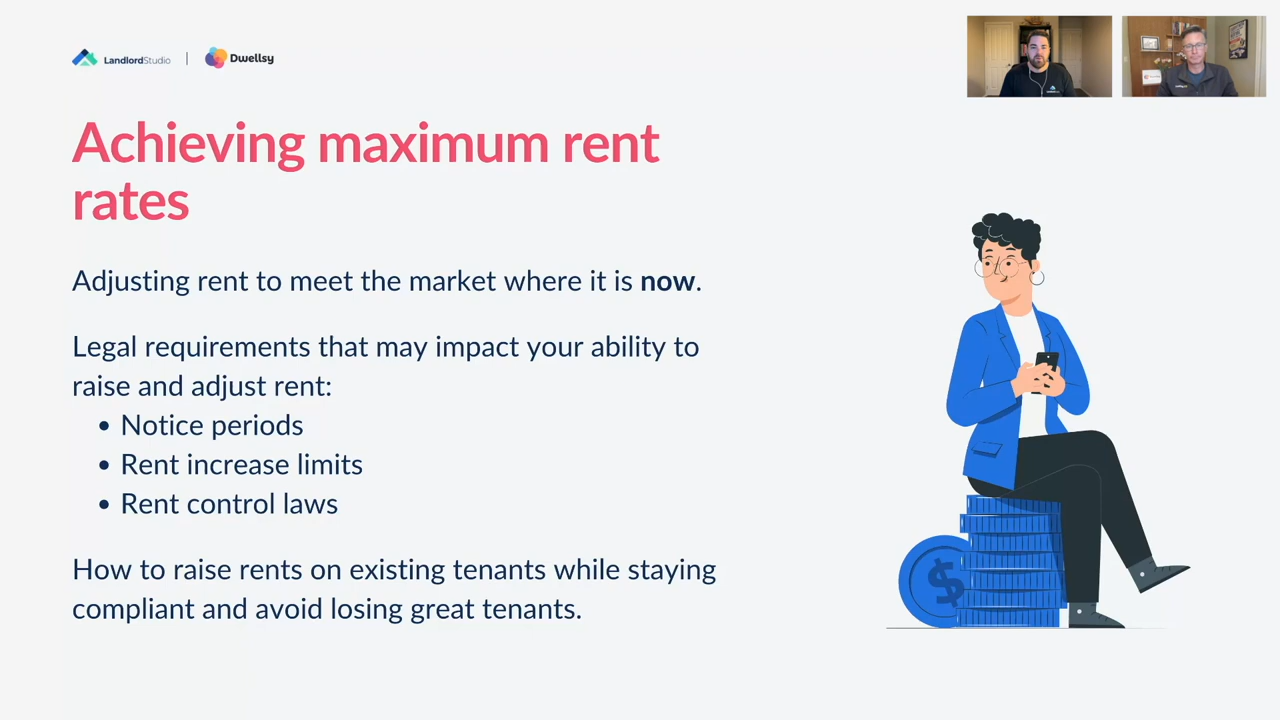 LandlordStudio | Dwellsy
Achieving maximum rent
rates
Adjusting rent to meet the market where it is now.
Legal requirements that may impact your ability to
raise and adjust rent:
• Notice periods
• Rent increase limits
• Rent control laws
How to raise rents on existing tenants while staying
compliant and avoid losing great tenants.
$